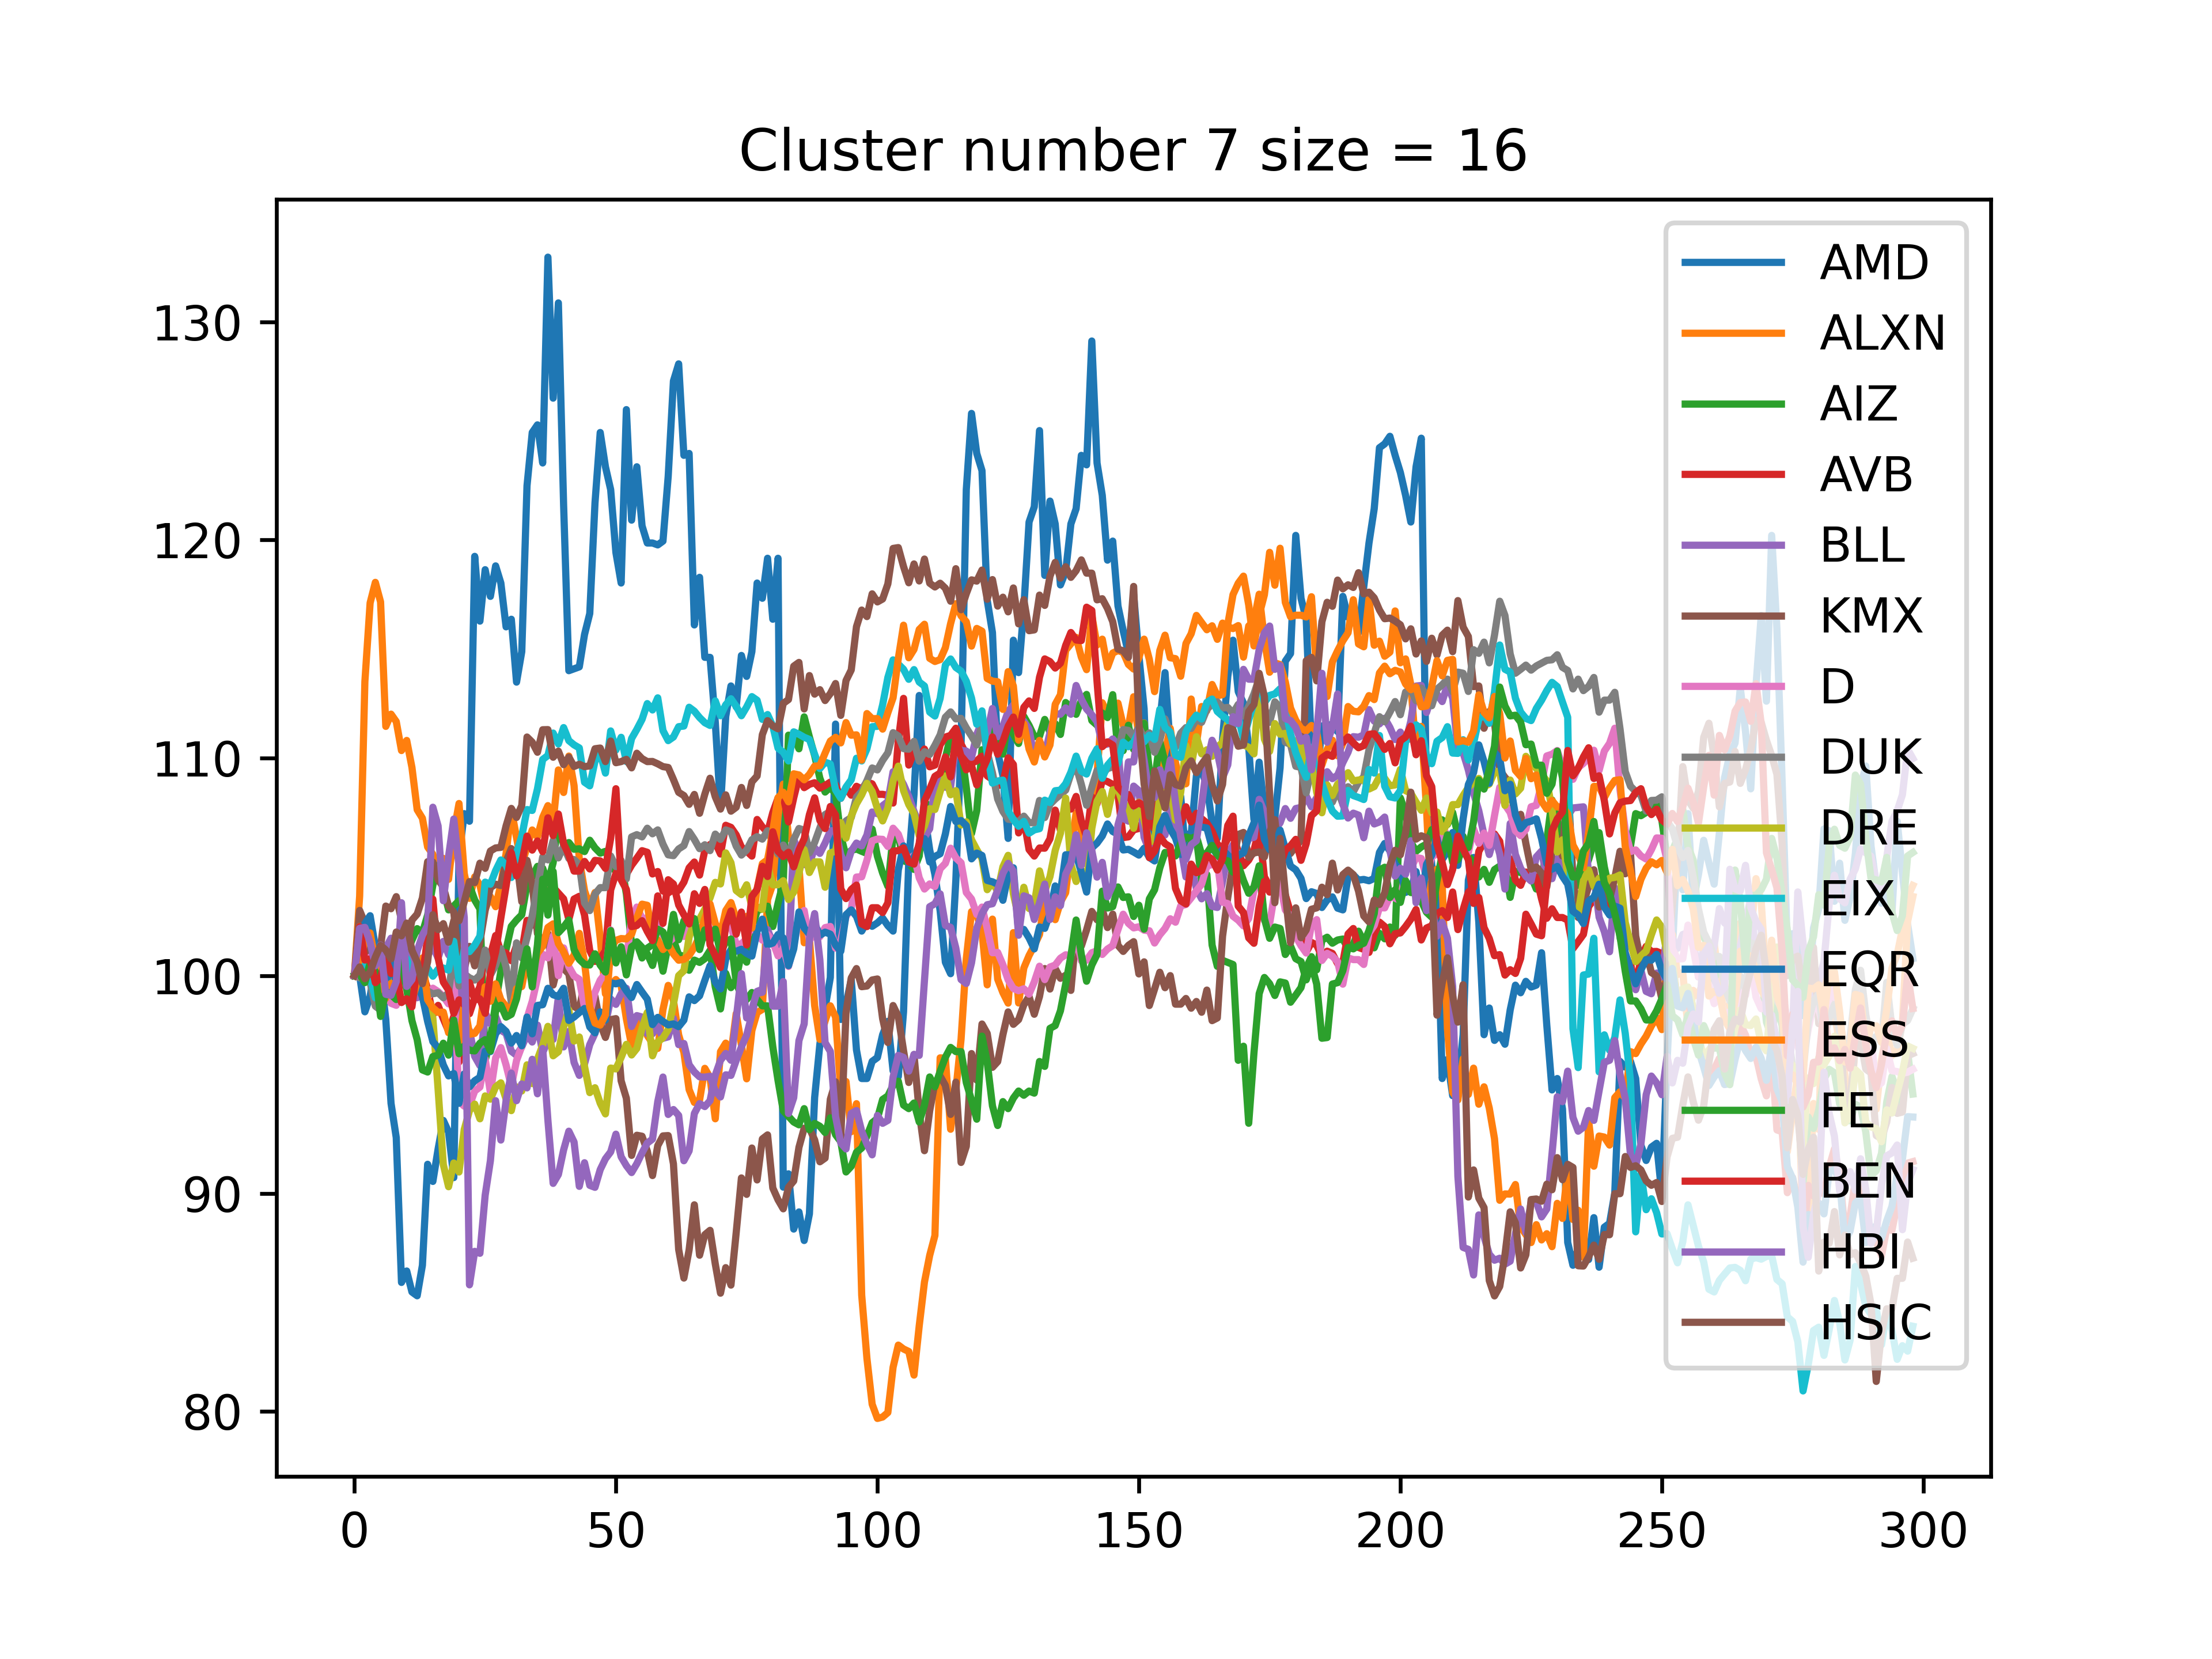 Cluster number 7 size = 16
130
120
110
100
90
80
0 50 100 150 200 250 300
AMD
ALXN
AIZ
AVB
BLL
KMX
D
DUK
DRE
EIX
EQR
ESS
FE
BEN
HBI
HSIC